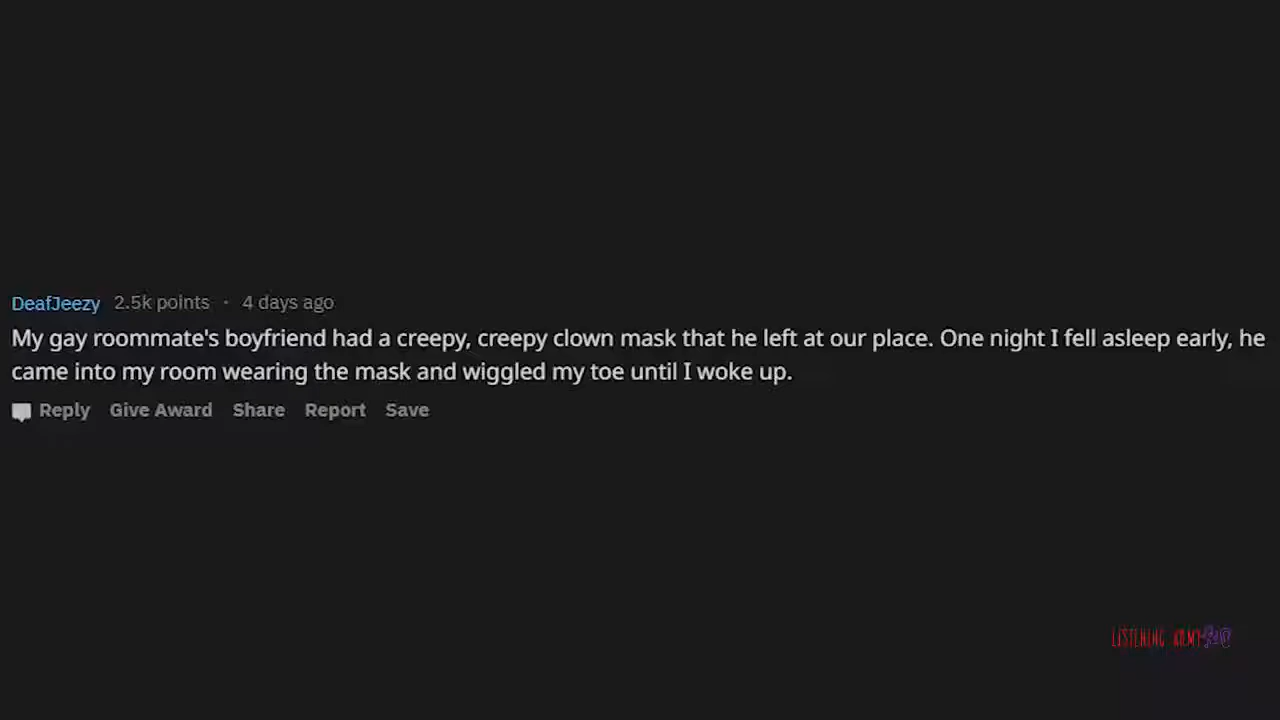 DeafJeezy 2.5k points · 4 days ago
My gay roommate's boyfriend had a creepy, creepy clown mask that he left at our place. One night I fell asleep early, he
came into my room wearing the mask and wiggled my toe until I woke up.
Reply Give Award Share Report Save
LISTENING ARMY